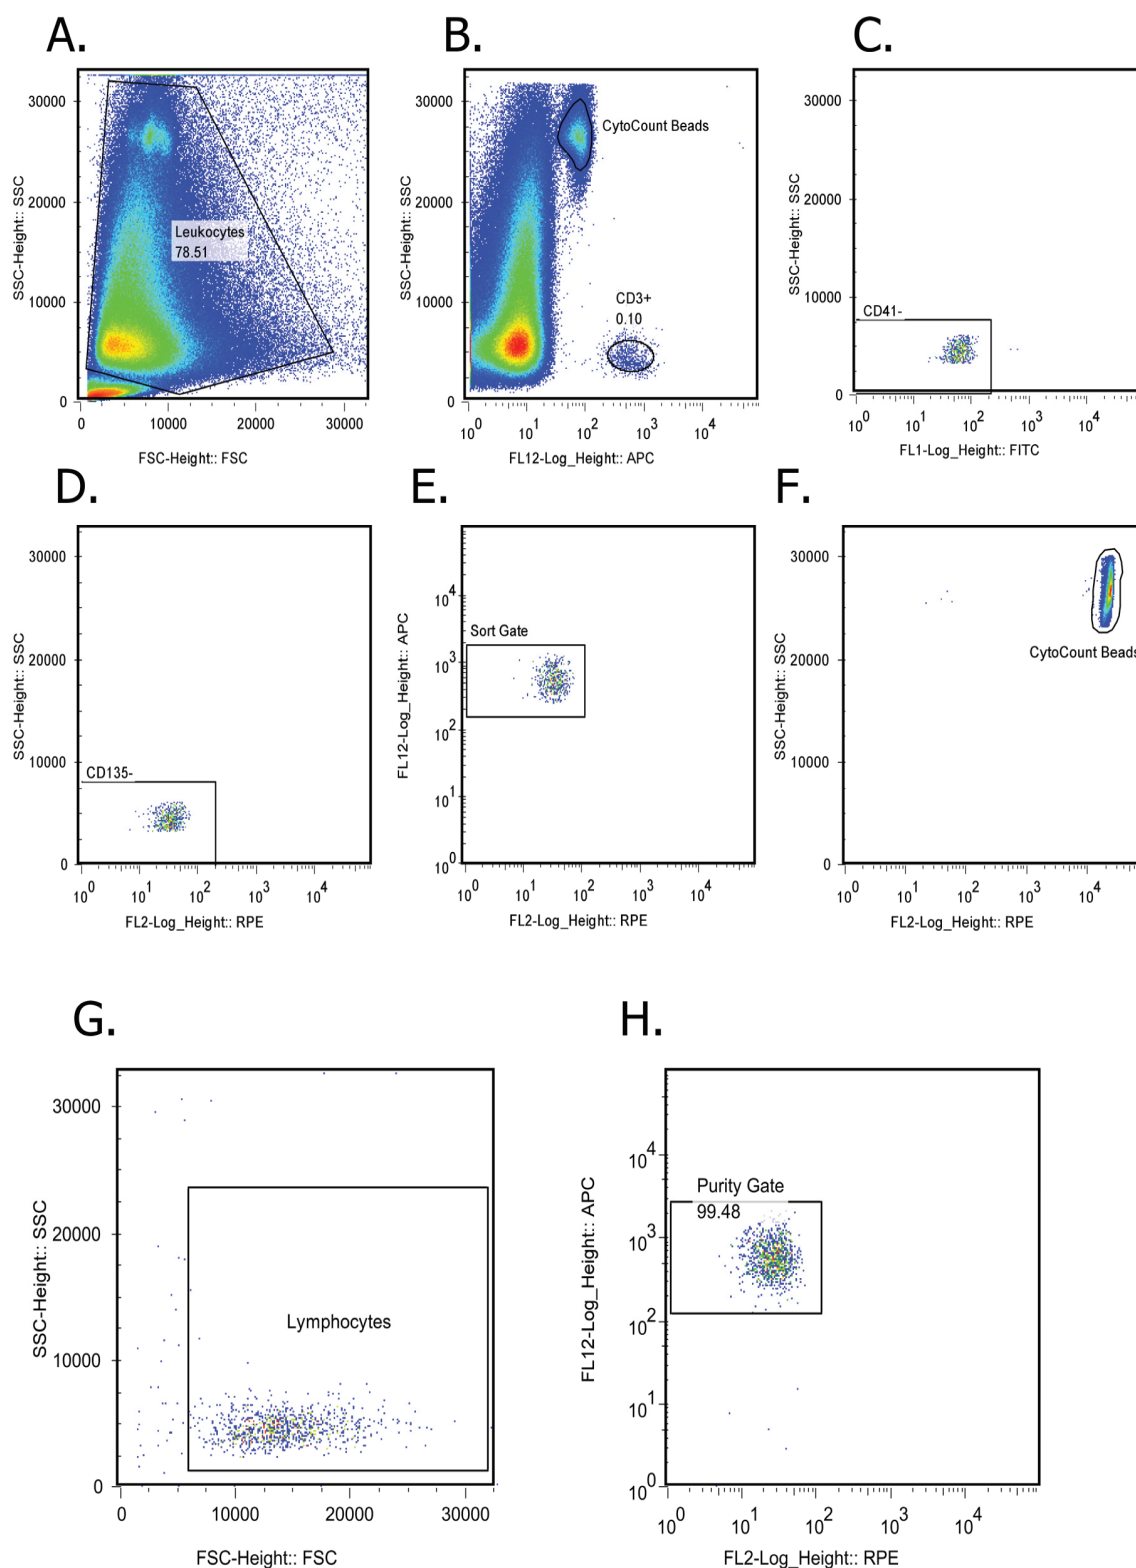 A.
B.
C.
30000
20000
10000
0
SSC-Height:: SSC
Leukocytes
78.51
0
10000
20000
30000
FSC-Height:: FSC
30000
20000
10000
0
SSC-Height:: SSC
CytoCount Beads
CD3+
0.10
10^0
10^1
10^2
10^3
10^4
FL12-Log_Height:: APC
30000
20000
10000
0
SSC-Height:: SSC
CD41-
10^0
10^1
10^2
10^3
10^4
FL1-Log_Height:: FITC
D.
E.
F.
30000
20000
10000
0
SSC-Height:: SSC
CD135-
10^0
10^1
10^2
10^3
10^4
FL2-Log_Height:: RPE
10^4
10^3
10^2
10^1
10^0
FL12-Log_Height:: APC
Sort Gate
10^0
10^1
10^2
10^3
10^4
FL2-Log_Height:: RPE
30000
20000
10000
0
SSC-Height:: SSC
CytoCount Beads
10^0
10^1
10^2
10^3
10^4
FL2-Log_Height:: RPE
G.
H.
30000
20000
10000
0
SSC-Height:: SSC
Lymphocytes
0
10000
20000
30000
FSC-Height:: FSC
10^4
10^3
10^2
10^1
10^0
FL12-Log_Height:: APC
Purity Gate
99.48
10^0
10^1
10^2
10^3
10^4
FL2-Log_Height:: RPE